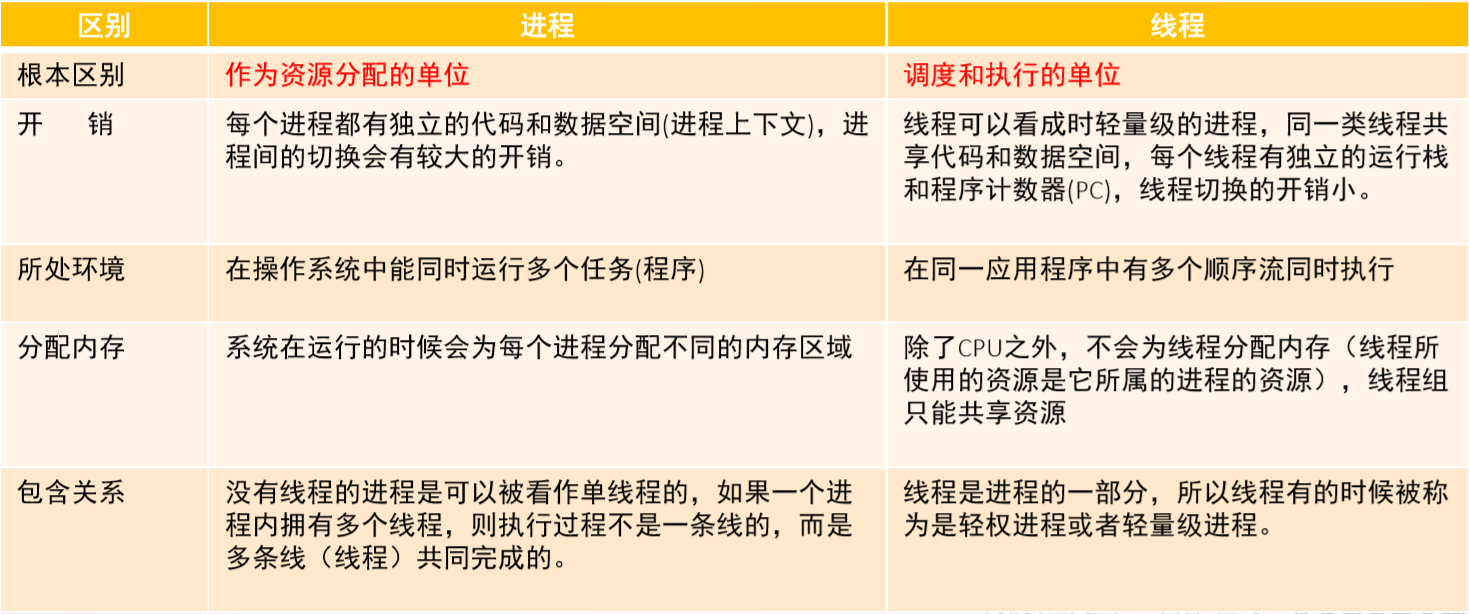 区别 进程 线程
根本区别 作为资源分配的单位 调度和执行的单位
开 销 每个进程都有独立的代码和数据空间(进程上下文)，进
程间的切换会有较大的开销。
线程可以看成时轻量级的进程，同一类线程共
享代码和数据空间，每个线程有独立的运行栈
和程序计数器(PC)，线程切换的开销小。
所处环境 在操作系统中能同时运行多个任务(程序) 在同一应用程序中有多个顺序流同时执行
分配内存 系统在运行的时候会为每个进程分配不同的内存区域
除了CPU之外，不会为线程分配内存（线程所
使用的资源是它所属的进程的资源），线程组
只能共享资源
包含关系 没有线程的进程是可以被看作单线程的，如果一个进
程内拥有多个线程，则执行过程不是一条线的，而是
多条线（线程）共同完成的。
线程是进程的一部分，所以线程有的时候被称
为是轻权进程或者轻量级进程。